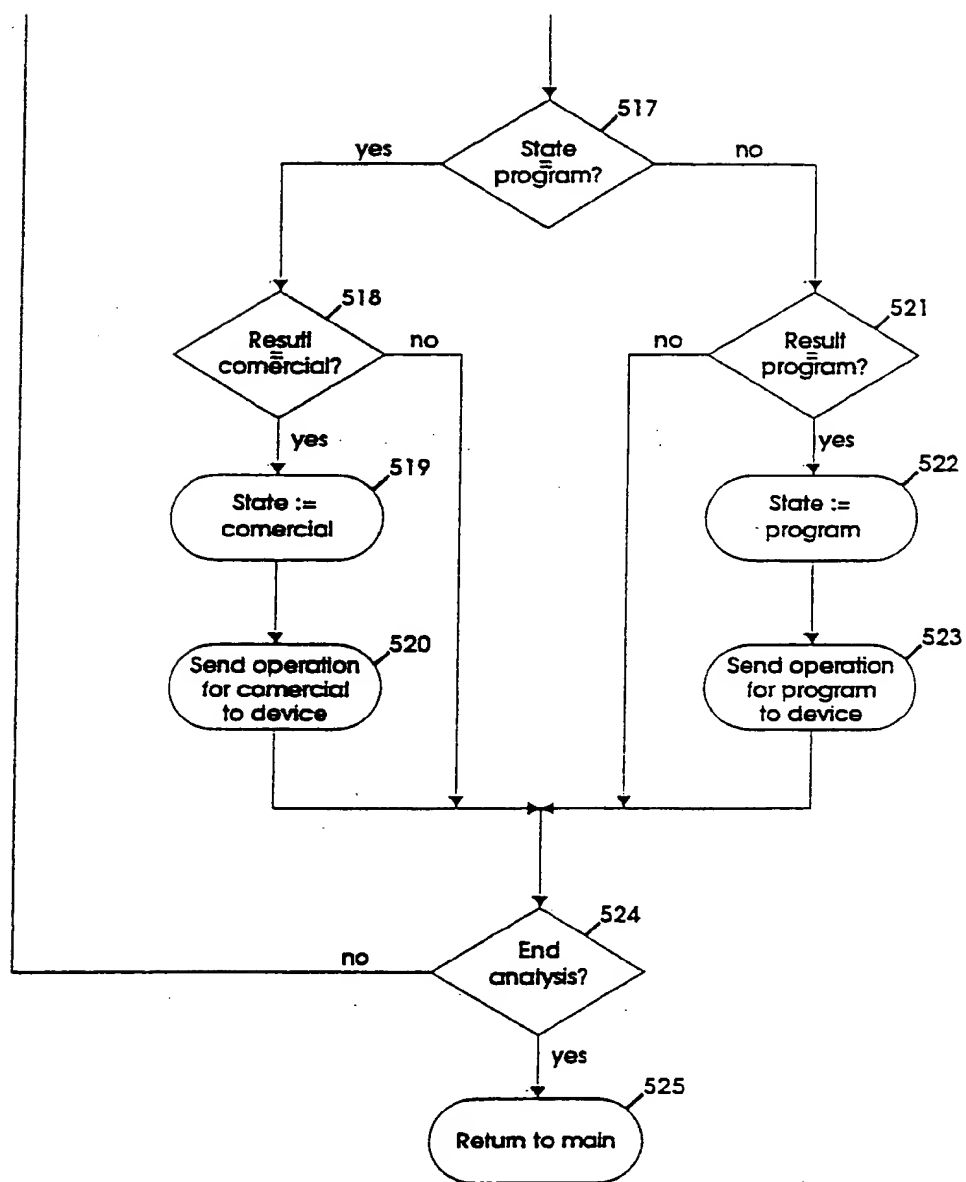 517
State
=
program?
yes
no
518
Result
=
comercial?
no
521
Result
=
program?
no
yes
yes
519
State :=
comercial
522
State :=
program
520
Send operation
for comercial
to device
523
Send operation
for program
to device
524
End
analysis?
no
yes
525
Return to main